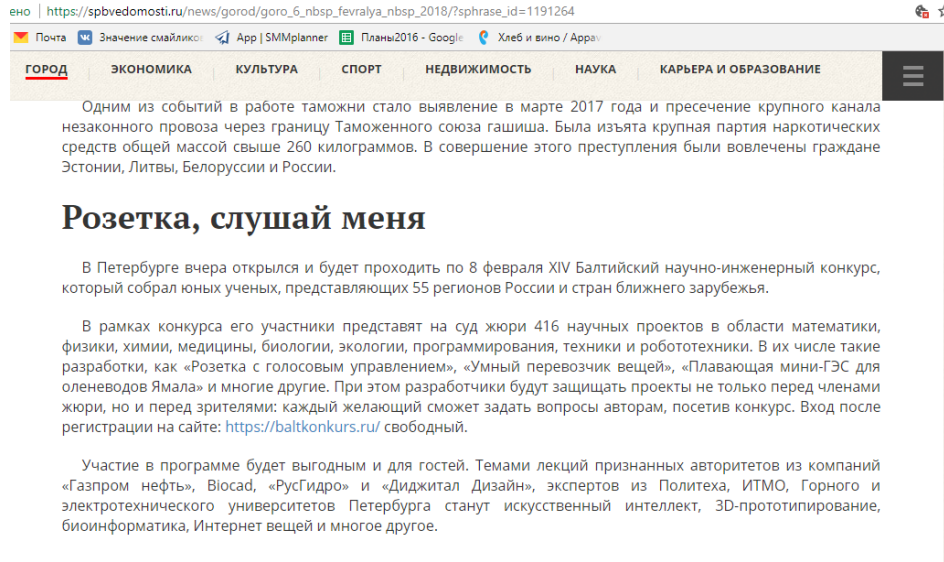 ено | https://spbvedomosti.ru/news/gorod/goro_6_nbsp_fevralya_nbsp_2018/?sphrase_id=1191264
Почта Значение смайликов App | SMMplanner Планы2016 - Google Хлеб и вино / Appav
ГОРОД ЭКОНОМИКА КУЛЬТУРА СПОРТ НЕДВИЖИМОСТЬ НАУКА КАРЬЕРА И ОБРАЗОВАНИЕ
Одним из событий в работе таможни стало выявление в марте 2017 года и пресечение крупного канала
незаконного провоза через границу Таможенного союза гашиша. Была изъята крупная партия наркотических
средств общей массой свыше 260 килограммов. В совершение этого преступления были вовлечены граждане
Эстонии, Литвы, Белоруссии и России.
Розетка, слушай меня
В Петербурге вчера открылся и будет проходить по 8 февраля XIV Балтийский научно-инженерный конкурс,
который собрал юных ученых, представляющих 55 регионов России и стран ближнего зарубежья.
В рамках конкурса его участники представят на суд жюри 416 научных проектов в области математики,
физики, химии, медицины, биологии, экологии, программирования, техники и робототехники. В их числе такие
разработки, как «Розетка с голосовым управлением», «Умный перевозчик вещей», «Плавающая мини-ГЭС для
оленеводов Ямала» и многие другие. При этом разработчики будут защищать проекты не только перед членами
жюри, но и перед зрителями: каждый желающий сможет задать вопросы авторам, посетив конкурс. Вход после
регистрации на сайте: https://baltkonkurs.ru/ свободный.
Участие в программе будет выгодным и для гостей. Темами лекций признанных авторитетов из компаний
«Газпром нефть», Biocad, «РусГидро» и «Диджитал Дизайн», экспертов из Политеха, ИТМО, Горного и
электротехнического университетов Петербурга станут искусственный интеллект, 3D-прототипирование,
биоинформатика, Интернет вещей и многое другое.